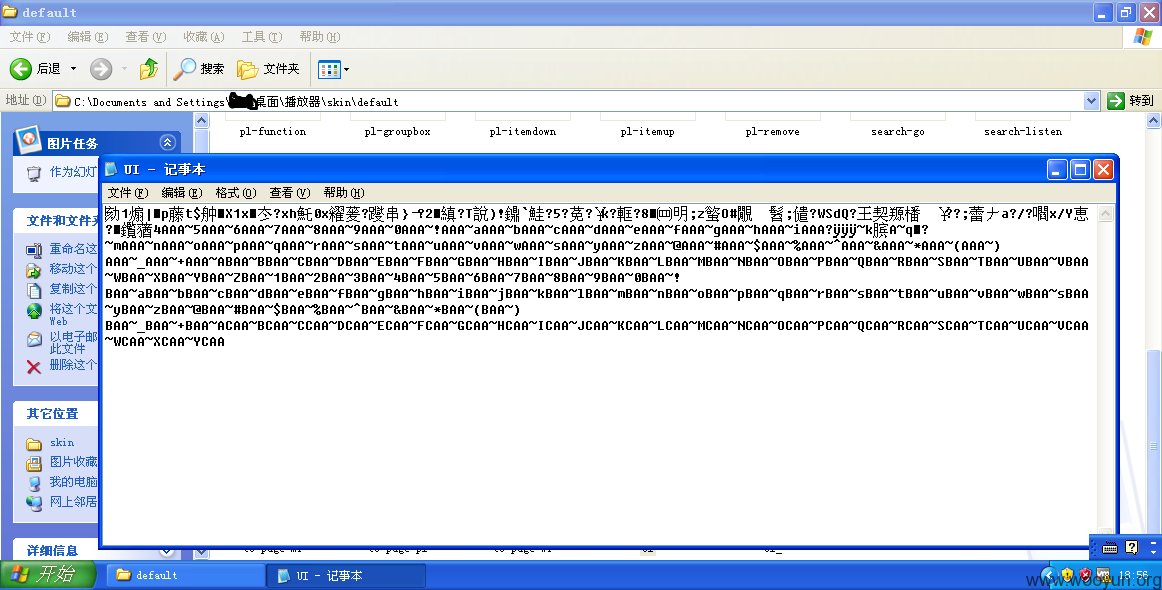 default
文件(F) 编辑(E) 查看(V) 收藏(A) 工具(T) 帮助(H)
后退 搜索 文件夹
地址(D) C:\Documents and Settings\ 桌面\播放器\skin\default 转到
pl-function pl-groupbox pl-itemdown pl-itemup pl-remove search-go search-listen
图片任务
作为幻灯
文件和文件夹
重命名这
移动这个
复制这个
将这个文
Web
以电子邮
此文件
删除这个
其它位置
skin
图片收藏
我的电脑
网上邻居
详细信息
UI - 记事本
文件(F) 编辑(E) 格式(O) 查看(V) 帮助(H)
~mAAA~nAAA~oAAA~pAAA~qAAA~rAAA~sAAA~tAAA~uAAA~vAAA~wAAA~sAAA~yAAA~zAAA~@AAA~#AAA~$AAA~%AAA~^AAA~&AAA~*AAA~(AAA~)
AAA~_AAA~+AAA~ABAA~BBAA~CBAA~DBAA~EBAA~FBAA~GBAA~HBAA~IBAA~JBAA~KBAA~LBAA~MBAA~NBAA~OBAA~PBAA~QBAA~RBAA~SBAA~TBAA~UBAA~VBAA
~WBAA~XBAA~YBAA~ZBAA~1BAA~2BAA~3BAA~4BAA~5BAA~6BAA~7BAA~8BAA~9BAA~0BAA~!
BAA~aBAA~bBAA~cBAA~dBAA~eBAA~fBAA~gBAA~hBAA~iBAA~jBAA~kBAA~lBAA~mBAA~nBAA~oBAA~pBAA~qBAA~rBAA~sBAA~tBAA~uBAA~vBAA~wBAA~sBAA
~yBAA~zBAA~@BAA~#BAA~$BAA~%BAA~^BAA~&BAA~*BAA~(BAA~)
BAA~_BAA~+BAA~ACAA~BCAA~CCAA~DCAA~ECAA~FCAA~GCAA~HCAA~ICAA~JCAA~KCAA~LCAA~MCAA~NCAA~OCAA~PCAA~QCAA~RCAA~SCAA~TCAA~UCAA~VCAA
~WCAA~XCAA~YCAA
开始 default UI - 记事本 18:56
www.wooyun.org